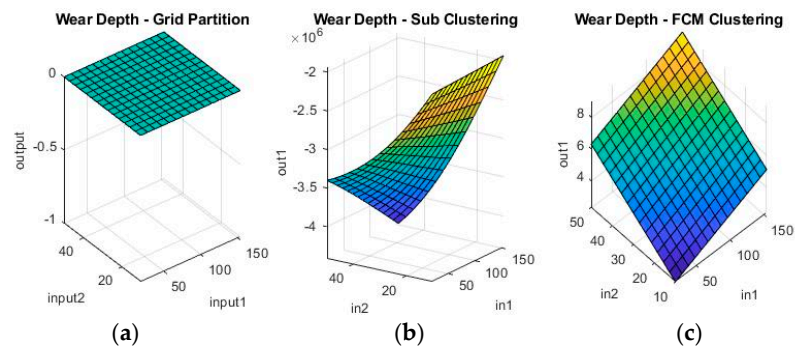 Wear Depth - Grid Partition
0
-0.5
-1
output
40
20
input2
50
100
150
input1
(a)
Wear Depth - Sub Clustering
×10⁶
-2
-2.5
-3
-3.5
-4
out1
40
20
in2
50
100
150
in1
(b)
Wear Depth - FCM Clustering
8
6
4
out1
50
40
30
20
10
in2
50
100
150
in1
(c)